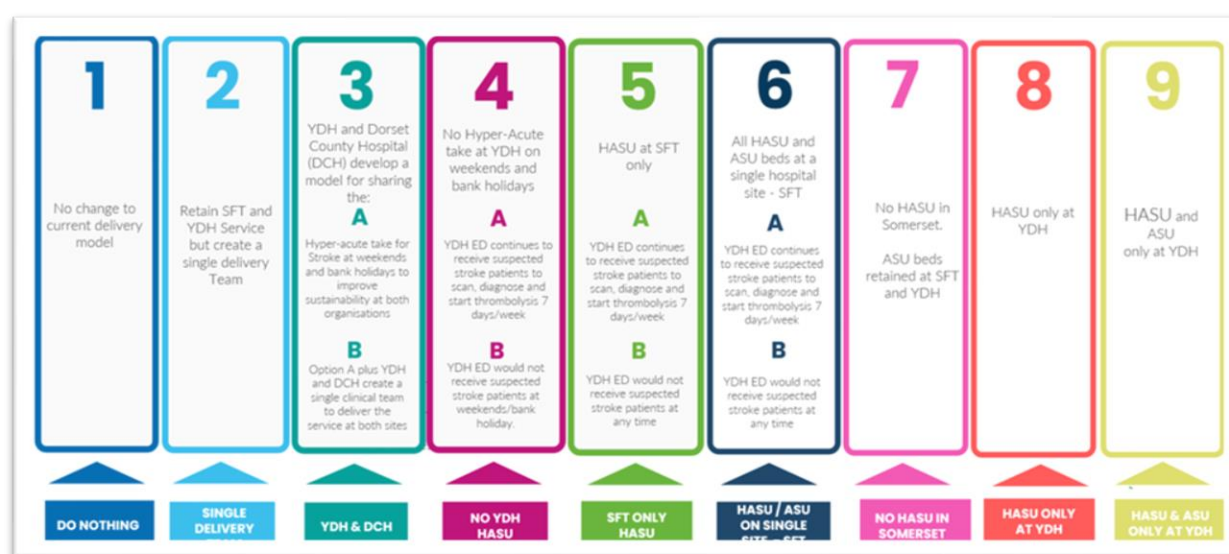 1
No change to
current delivery
model
2
Retain SFT and
YDH Service
but create a
single delivery
Team
3
YDH and Dorset
County Hospital
(DCH) develop a
model for sharing
the:
A
Hyper-acute take for
Stroke at weekends
and bank holidays to
improve
sustainability at both
organisations
B
Option A plus YDH
and DCH create a
single clinical team
to deliver the
service at both sites
4
No Hyper-Acute
take at YDH on
weekends and
bank holidays
A
YDH ED continues to
receive suspected
stroke patients to
scan, diagnose and
start thrombolysis 7
days/week
B
YDH ED would not
receive suspected
stroke patients at
weekends/bank
holiday.
5
HASU at SFT
only
A
YDH ED continues
to receive suspected
stroke patients to
scan, diagnose and
start thrombolysis 7
days/week
B
YDH ED would not
receive suspected
stroke patients at
any time
6
All HASU and
ASU beds at a
single hospital
site - SFT
A
YDH ED continues
to receive suspected
stroke patients to
scan, diagnose and
start thrombolysis 7
days/week
B
YDH ED would not
receive suspected
stroke patients at
any time
7
No HASU in
Somerset.
ASU beds
retained at SFT
and YDH
8
HASU only at
YDH
9
HASU and
ASU
only at YDH
DO NOTHING
SINGLE
DELIVERY
TEAM
YDH & DCH
NO YDH
HASU
SFT ONLY
HASU
HASU / ASU
ON SINGLE
SITE - SFT
NO HASU IN
SOMERSET
HASU ONLY
AT YDH
HASU & ASU
ONLY AT YDH